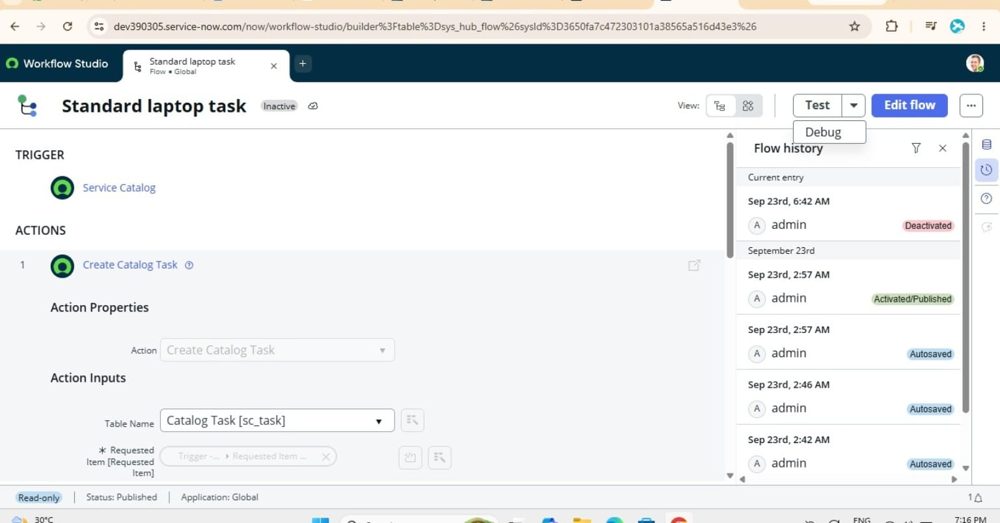 dev390305.service-now.com/now/workflow-studio/builder%3Ftable%3Dsys_hub_flow%26sysId%3D3650fa7c472303101a38565a516d43e3%26
Workflow Studio
Standard laptop task
Flow • Global
Standard laptop task
Inactive
View:
Test
Edit flow
Debug
TRIGGER
Service Catalog
ACTIONS
1
Create Catalog Task
Action Properties
Action
Create Catalog Task
Action Inputs
Table Name
Catalog Task [sc_task]
* Requested
Item [Requested
Item]
Trigger -... ▸ Requested Item ...
Flow history
Current entry
Sep 23rd, 6:42 AM
A admin Deactivated
September 23rd
Sep 23rd, 2:57 AM
A admin Activated/Published
Sep 23rd, 2:57 AM
A admin Autosaved
Sep 23rd, 2:46 AM
A admin Autosaved
Sep 23rd, 2:42 AM
A admin Autosaved
Read-only | Status: Published | Application: Global
1
30°C
ENG
7:16 PM